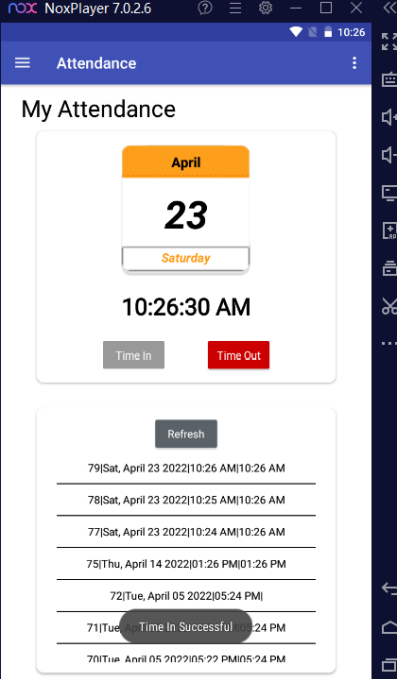 nox NoxPlayer 7.0.2.6
10:26
Attendance
My Attendance
April
23
Saturday
10:26:30 AM
Time In Time Out
Refresh
79|Sat, April 23 2022|10:26 AM|10:26 AM
78|Sat, April 23 2022|10:25 AM|10:26 AM
77|Sat, April 23 2022|10:24 AM|10:26 AM
75|Thu, April 14 2022|01:26 PM|01:26 PM
72|Tue, April 05 2022|05:24 PM|
71|Tue, 05:24 PM
Time In Successful
70|Tue, April 05 2022|05:22 PM|05:24 PM